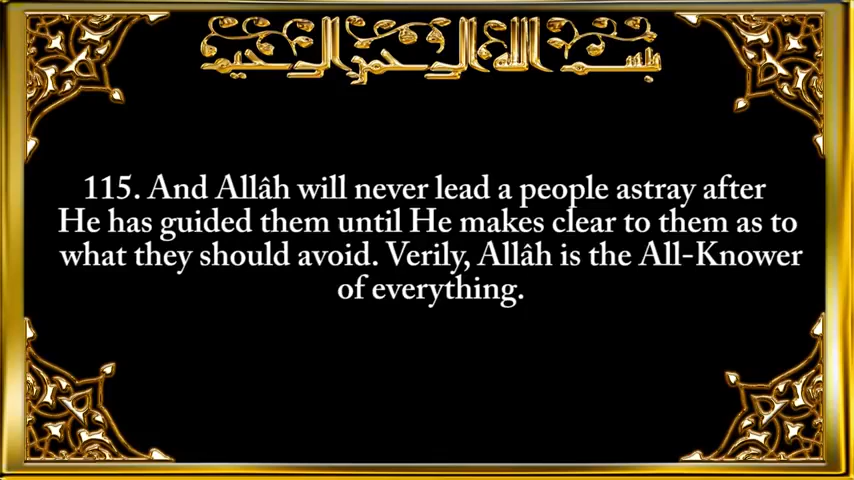 بسم الله الرحمن الرحيم
115. And Allâh will never lead a people astray after
He has guided them until He makes clear to them as to
what they should avoid. Verily, Allâh is the All-Knower
of everything.